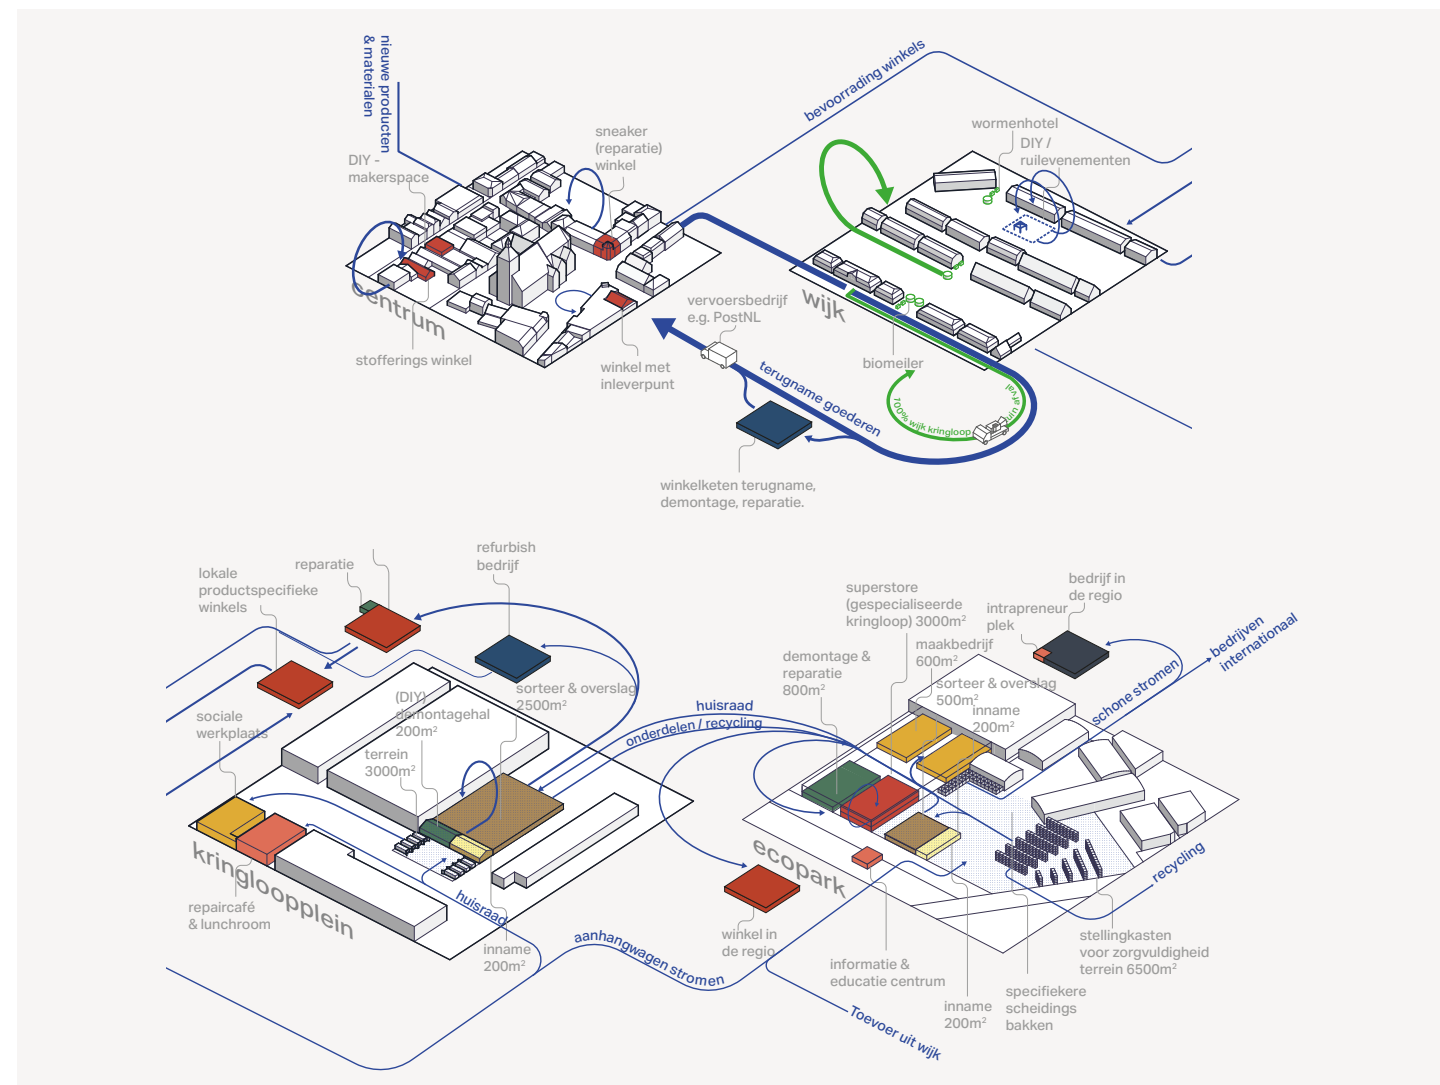 nieuwe producten
& materialen
bevoorrading winkels
DIY -
makerspace
sneaker
(reparatie)
winkel
wormenhotel
DIY /
ruilevenementen
centrum
stofferings winkel
winkel met
inleverpunt
vervoersbedrijf
e.g. PostNL
wijk
biomeiler
terugname goederen
100% wijk kringloop
afval
winkelketen terugname,
demontage, reparatie.
lokale
productspecifieke
winkels
reparatie
refurbish
bedrijf
sociale
werkplaats
(DIY)
demontagehal
200m²
terrein
3000m²
sorteer & overslag
2500m²
kringloopplein
repaircafé
& lunchroom
huisraad
inname
200m²
aanhangwagen stromen
huisraad
onderdelen / recycling
superstore
(gespecialiseerde
kringloop) 3000m²
demontage &
reparatie
800m²
maakbedrijf
600m²
sorteer & overslag
500m²
inname
200m²
intrapreneur
plek
bedrijf in
de regio
schone stromen
bedrijven
internationaal
ecopark
winkel in
de regio
informatie &
educatie centrum
inname
200m²
specifiekere
scheidings
bakken
stellingkasten
voor zorgvuldigheid
terrein 6500m²
recycling
Toevoer uit wijk